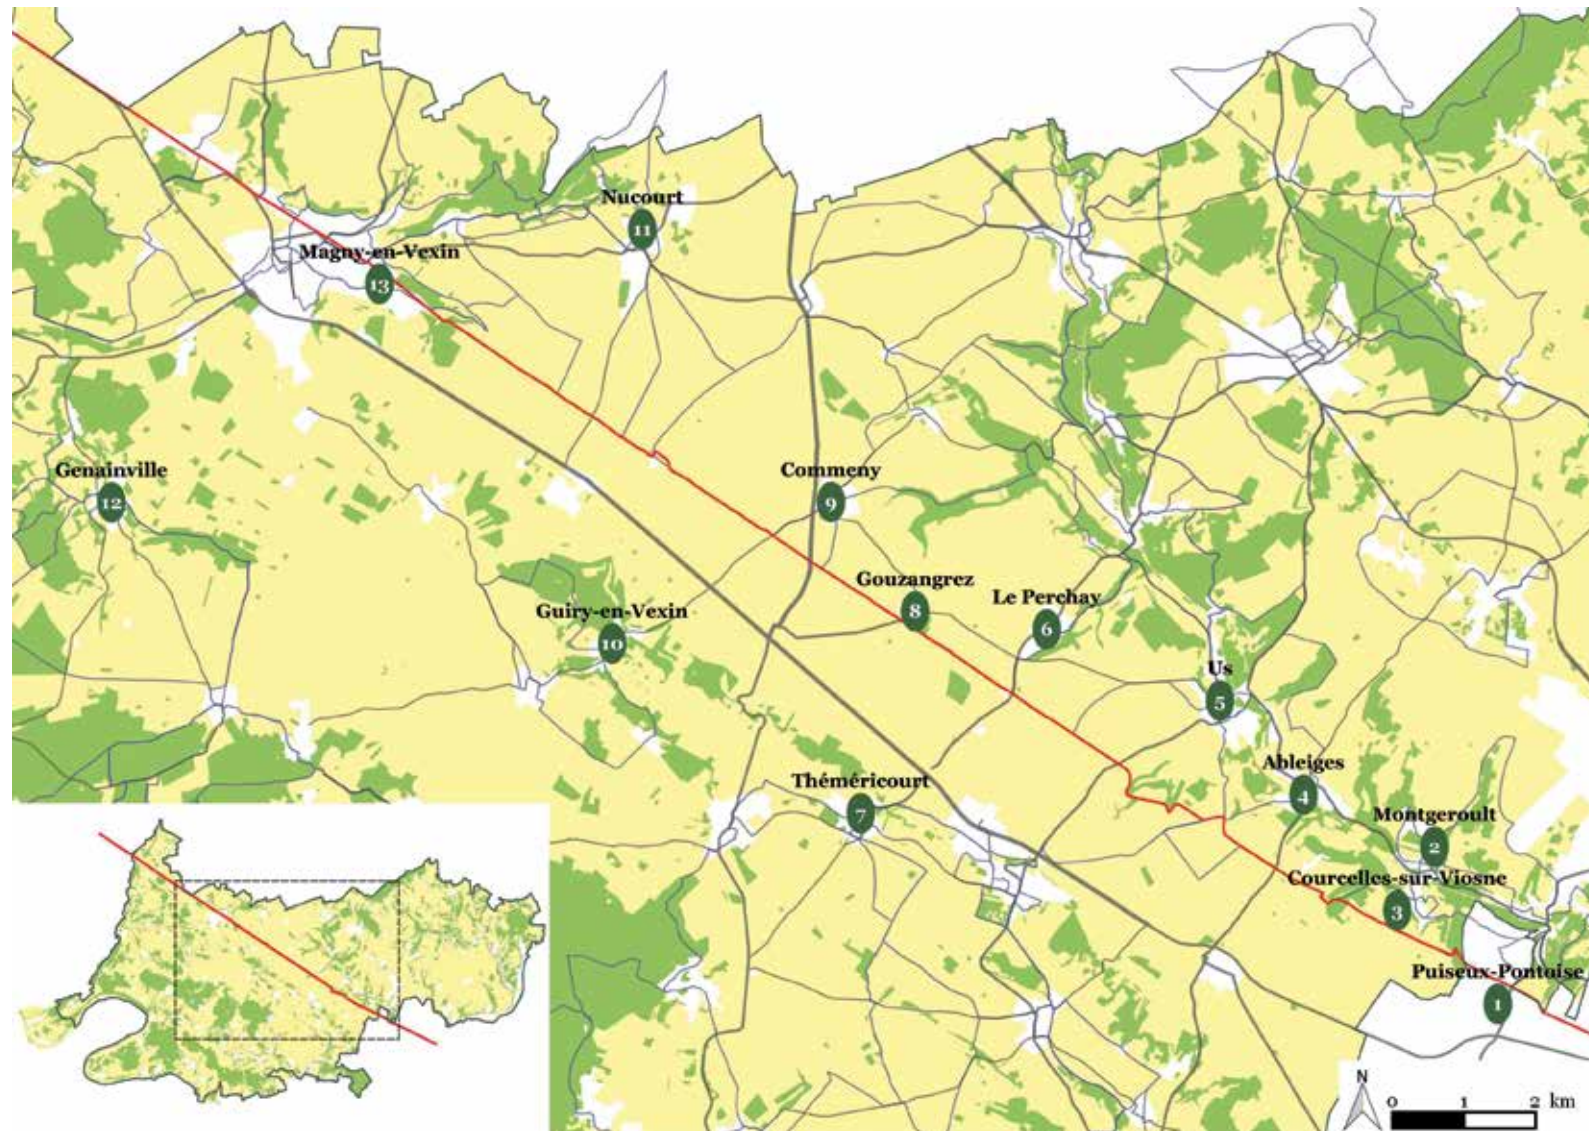 Nucourt
11
Magny-en-Vexin
13
Genainville
12
Commeny
9
Gouzangrez
8
Le Perchay
6
Guiry-en-Vexin
10
Us
5
Ableiges
4
Théméricourt
7
Montgeroult
2
Courcelles-sur-Viosne
3
Puiseux-Pontoise
1
N
0 1 2 km